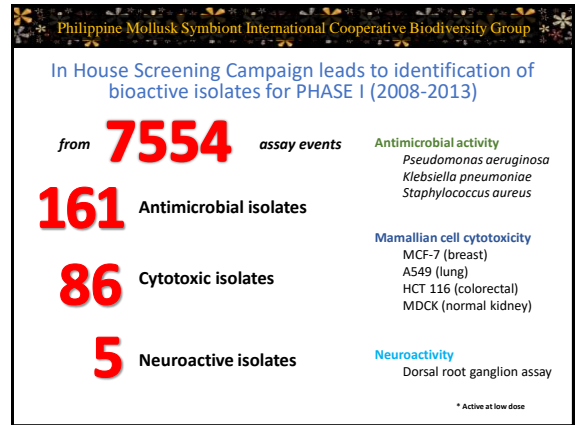 Philippine Mollusk Symbiont International Cooperative Biodiversity Group
In House Screening Campaign leads to identification of
bioactive isolates for PHASE I (2008-2013)
from 7554 assay events
161 Antimicrobial isolates
86 Cytotoxic isolates
5 Neuroactive isolates
Antimicrobial activity
Pseudomonas aeruginosa
Klebsiella pneumoniae
Staphylococcus aureus
Mamallian cell cytotoxicity
MCF-7 (breast)
A549 (lung)
HCT 116 (colorectal)
MDCK (normal kidney)
Neuroactivity
Dorsal root ganglion assay
* Active at low dose